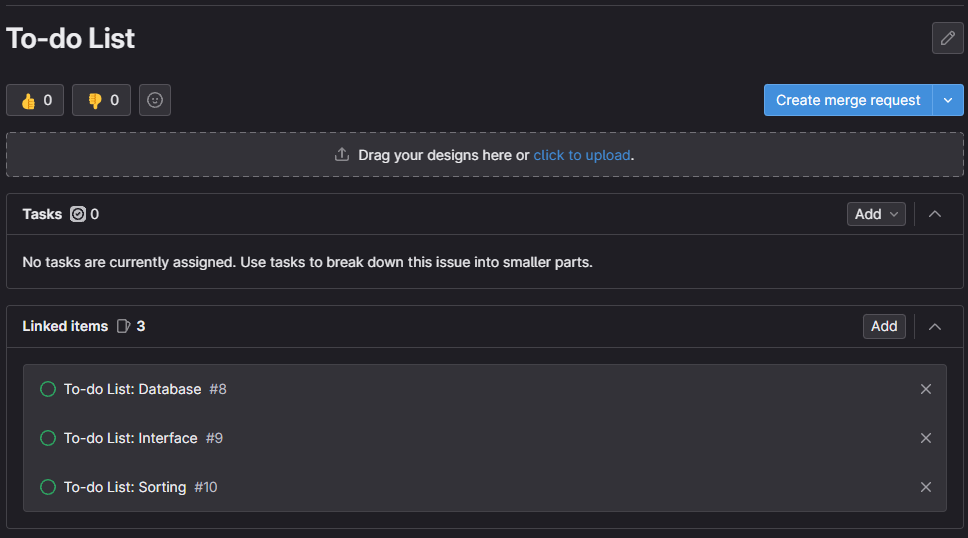 To-do List
0 0 Create merge request
Drag your designs here or click to upload.
Tasks 0 Add
No tasks are currently assigned. Use tasks to break down this issue into smaller parts.
Linked items 3 Add
To-do List: Database #8
To-do List: Interface #9
To-do List: Sorting #10